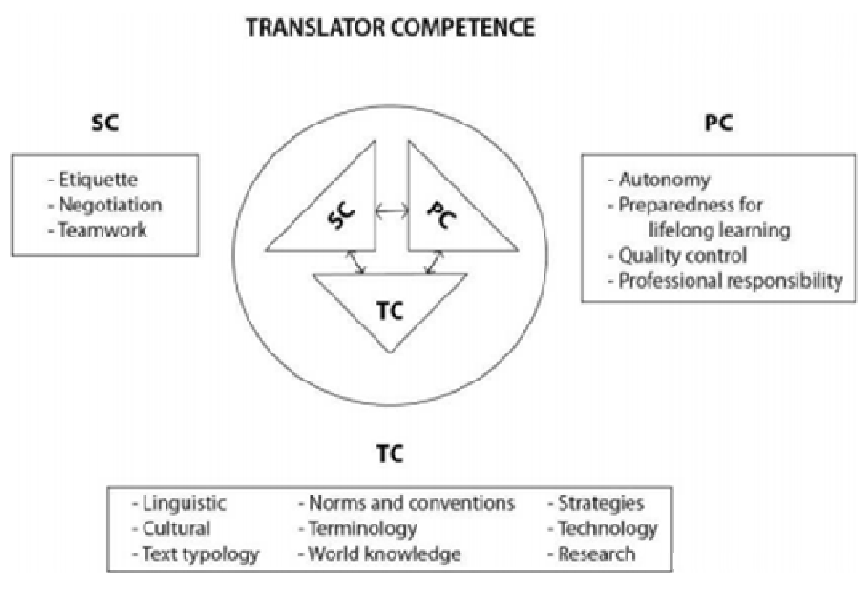 TRANSLATOR COMPETENCE
SC
- Etiquette
- Negotiation
- Teamwork
PC
- Autonomy
- Preparedness for
lifelong learning
- Quality control
- Professional responsibility
SC
PC
TC
TC
- Linguistic
- Cultural
- Text typology
- Norms and conventions
- Terminology
- World knowledge
- Strategies
- Technology
- Research